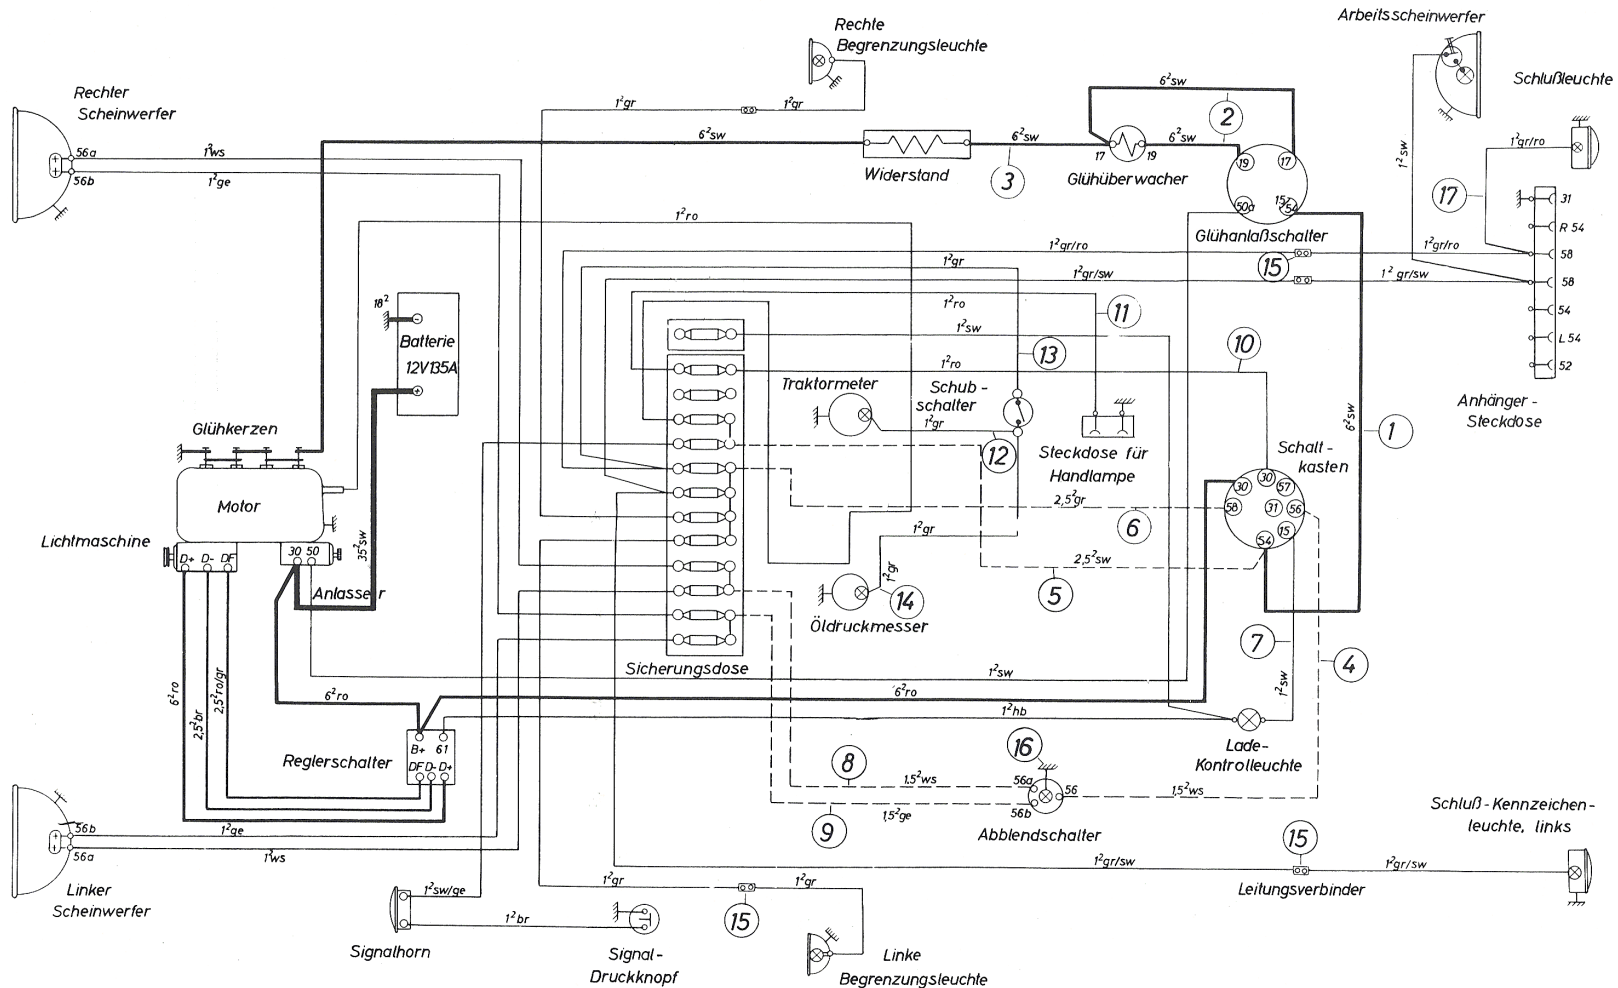 Rechte
Begrenzungsleuchte
Arbeitsscheinwerfer
Schlußleuchte
Rechter
Scheinwerfer
56a
56b
1²ws
1²ge
1²gr
1²gr
6²sw
Widerstand
6²sw
3
17
19
Glühüberwacher
6²sw
6²sw
2
19
17
50a
15/54
Glühanlaßschalter
1²sw
1²gr/ro
17
31
R 54
58
58
54
L 54
52
Anhänger-
Steckdose
1²ro
1²gr/ro
15
1²gr/ro
1²gr
1²gr/sw
1² gr/sw
1²ro
11
1²sw
13
10
1²ro
18²
Batterie
12V135A
Traktormeter
Schub-
schalter
1²gr
12
Steckdose für
Handlampe
6²sw
1
Schalt-
kasten
30
30
57
58
31
56
15
54
Glühkerzen
Motor
Lichtmaschine
D+ D- DF
30 50
Anlasser
35²sw
2,5²gr
6
1²gr
2,5²sw
5
1²gr
14
Öldruckmesser
Sicherungsdose
7
4
1²sw
1²sw
6²ro
2,5²br
2,5²ro/gr
6²ro
6²ro
1²hb
B+ 61
DF D- D+
Reglerschalter
Lade-
Kontrolleuchte
16
8
1,5²ws
56a
56
56b
1,5²ws
9
1,5²ge
Abblendschalter
Schluß-Kennzeichen-
leuchte, links
56b
56a
1²ge
1²ws
Linker
Scheinwerfer
1²gr/sw
15
1²gr/sw
Leitungsverbinder
1²sw/ge
1²br
1²gr
1²gr
15
Signalhorn
Signal-
Druckknopf
Linke
Begrenzungsleuchte